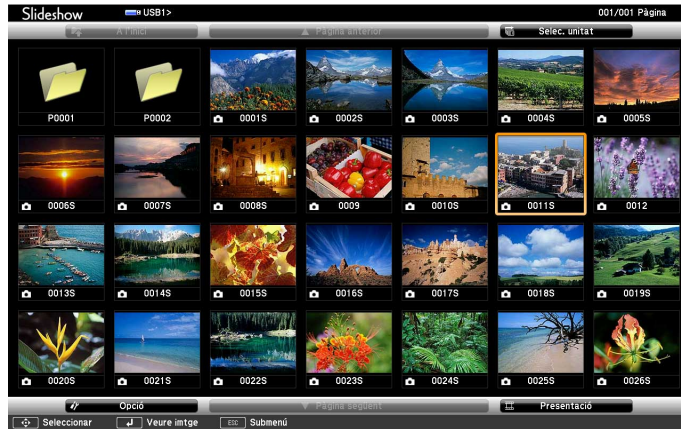 Slideshow
USB1>
001/001 Pàgina
A l'inici
Pàgina anterior
Selec. unitat
P0001 P0002 0001S 0002S 0003S 0004S 0005S
0006S 0007S 0008S 0009 0010S 0011S 0012
0013S 0014S 0015S 0016S 0017S 0018S 0019S
0020S 0021S 0022S 0023S 0024S 0025S 0026S
Opció
Pàgina següent
Presentació
Seleccionar
Veure imtge
ESC Submenú